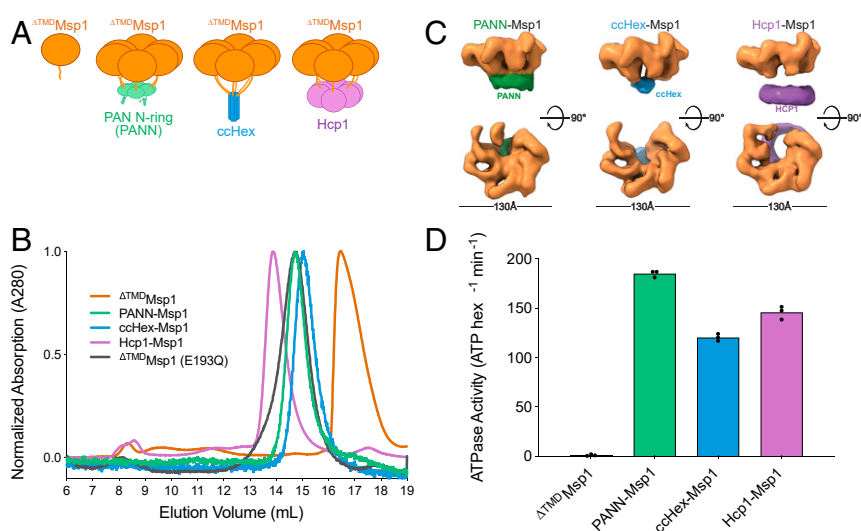 A
ΔTMDMsp1
ΔTMDMsp1
ΔTMDMsp1
ΔTMDMsp1
PAN N-ring
(PANN)
ccHex
Hcp1
B
Normalized Absorption (A280)
1.0
0.5
0.0
ΔTMDMsp1
PANN-Msp1
ccHex-Msp1
Hcp1-Msp1
ΔTMDMsp1 (E193Q)
6 7 8 9 10 11 12 13 14 15 16 17 18 19
Elution Volume (mL)
C
PANN-Msp1
ccHex-Msp1
Hcp1-Msp1
PANN
ccHex
HCP1
90°
90°
90°
130Å
130Å
130Å
D
ATPase Activity (ATP hex -1 min-1)
200
150
100
50
0
ΔTMDMsp1
PANN-Msp1
ccHex-Msp1
Hcp1-Msp1